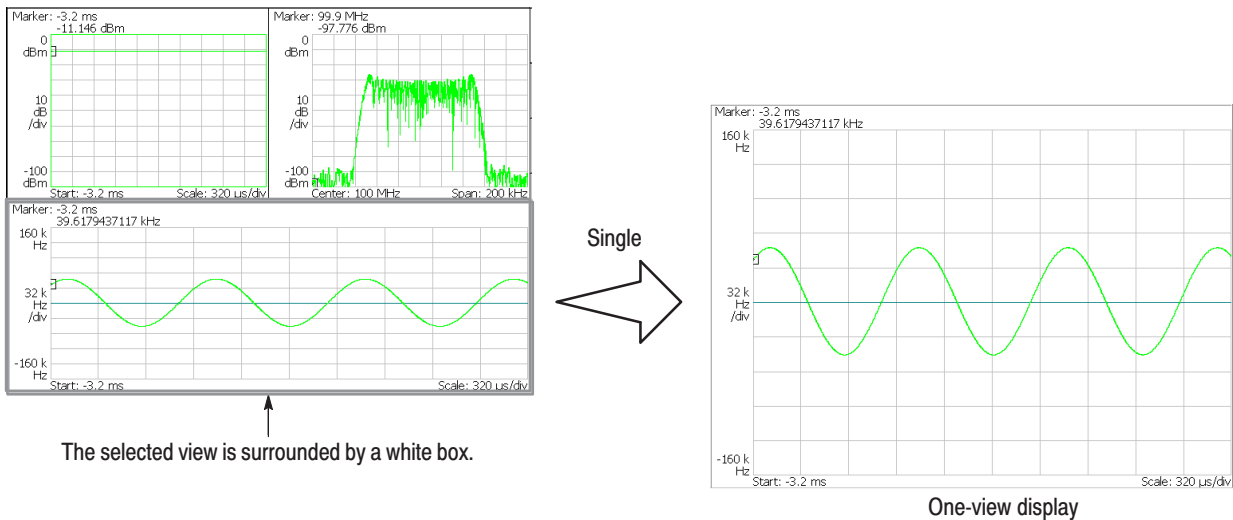 Marker: -3.2 ms
-11.146 dBm
0
dBm
10
dB
/div
-100
dBm
Start: -3.2 ms Scale: 320 µs/div
Marker: 99.9 MHz
-97.776 dBm
0
dBm
10
dB
/div
-100
dBm
Center: 100 MHz Span: 200 kHz
Marker: -3.2 ms
39.6179437117 kHz
160 k
Hz
32 k
Hz
/div
-160 k
Hz
Start: -3.2 ms Scale: 320 µs/div
The selected view is surrounded by a white box.
Single
Marker: -3.2 ms
39.6179437117 kHz
160 k
Hz
32 k
Hz
/div
-160 k
Hz
Start: -3.2 ms Scale: 320 µs/div
One-view display